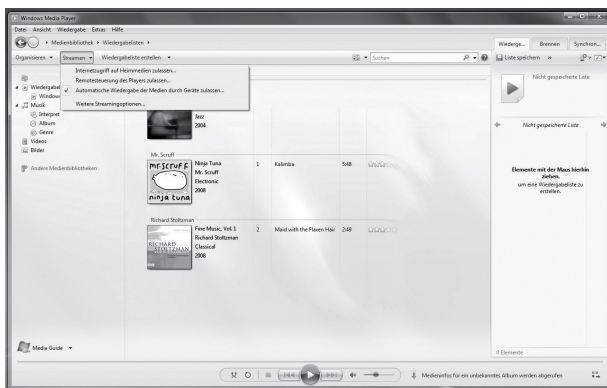 Windows Media Player
Datei Ansicht Wiedergabe Extras Hilfe
Medienbibliothek Wiedergabelisten
Organisieren Streamen Wiedergabeliste erstellen
Suchen
Internetzugriff auf Heimmedien zulassen...
Remotesteuerung des Players zulassen...
Automatische Wiedergabe der Medien durch Geräte zulassen...
Weitere Streamingoptionen...
Wiedergabel
Window
Musik
Interpret
Album
Genre
Videos
Bilder
Andere Medienbibliotheken
Media Guide
Jazz
2004
Mr. Scruff
MR.SCRUFF
ninja tuna
Ninja Tuna
Mr. Scruff
Electronic
2008
1 Kalimba 5:48
Richard Stoltzman
RICHARD
STOLTZMAN
Fine Music, Vol. 1
Richard Stoltzman
Classical
2008
2 Maid with the Flaxen Hair 2:49
Wiederge... Brennen Synchron...
Liste speichern »
Nicht gespeicherte Liste
Nicht gespeicherte Liste
Elemente mit der Maus hierhin
ziehen,
um eine Wiedergabeliste zu
erstellen.
0 Elemente
Medieninfos für ein unbekanntes Album werden abgerufen